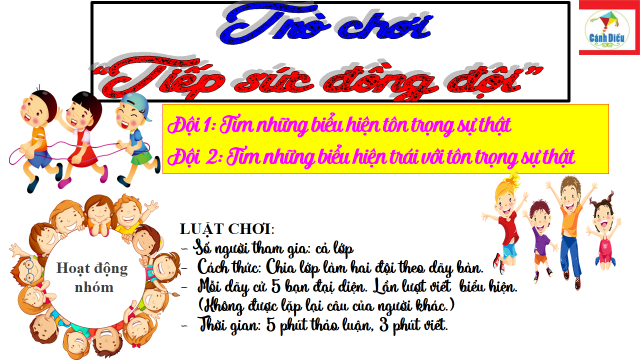 Trò chơi
Cánh Diều
"Tiếp sức đồng đội"
Đội 1: Tìm những biểu hiện tôn trọng sự thật
Đội 2: Tìm những biểu hiện trái với tôn trọng sự thật
Hoạt động
nhóm
LUẬT CHƠI:
- Số người tham gia: cả lớp
- Cách thức: Chia lớp làm hai đội theo dãy bàn.
- Mỗi dãy cử 5 bạn đại diện. Lần lượt viết biểu hiện.
(Không được lặp lại câu của người khác.)
- Thời gian: 5 phút thảo luận, 3 phút viết.